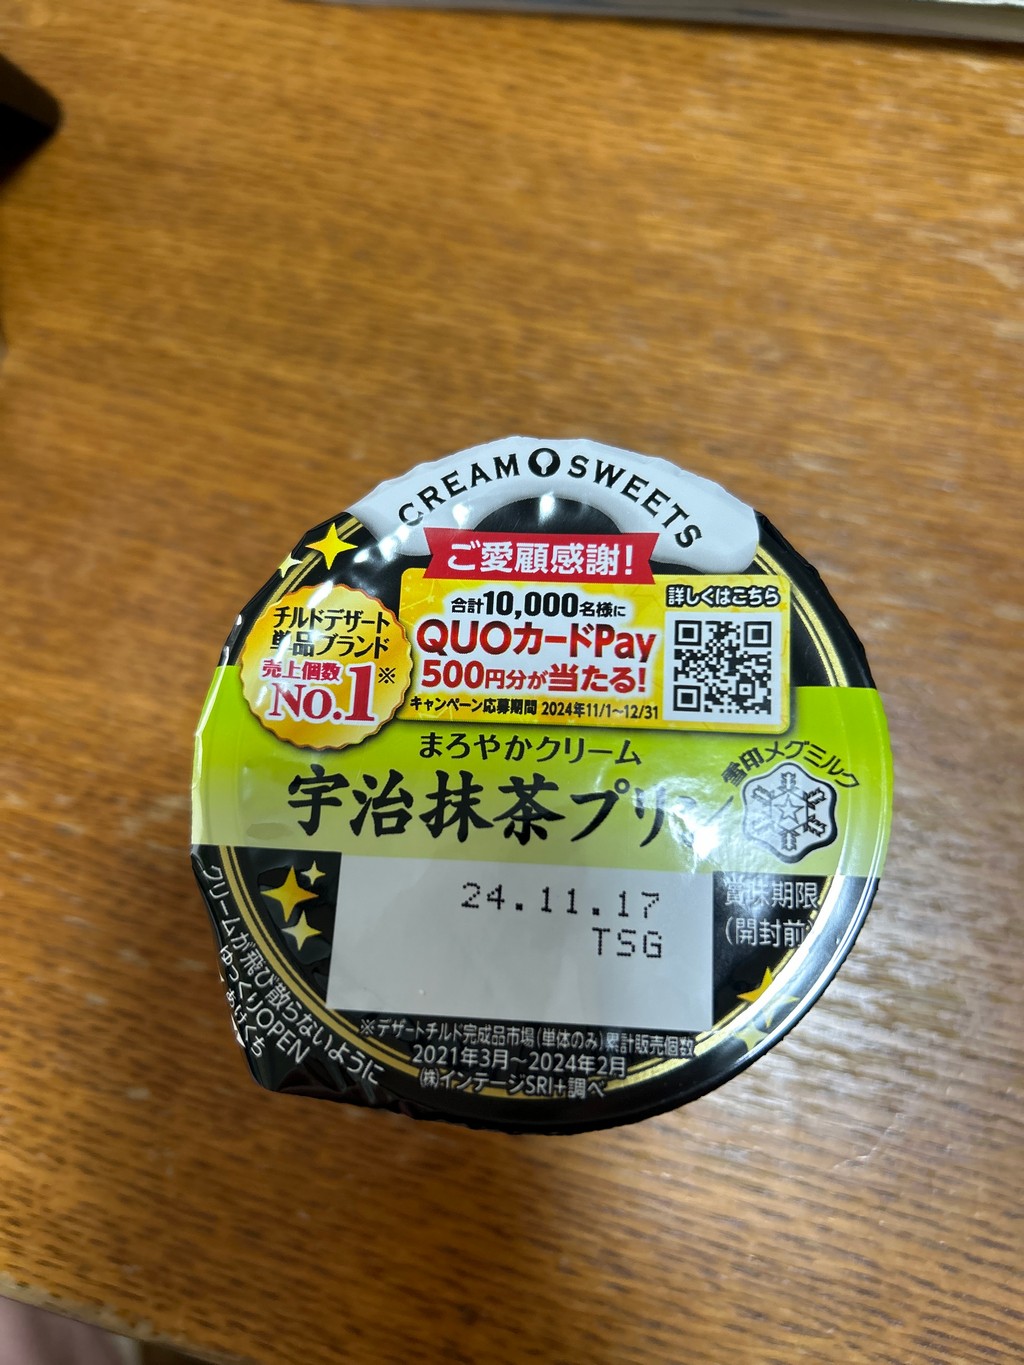 CREAM SWEETS
ご愛顧感謝!
合計10,000名様に
QUOカードPay
500円分が当たる!
キャンペーン応募期間 2024年11/1～12/31
詳しくはこちら
チルドデザート
単品ブランド
売上個数
No.1※
まろやかクリーム
宇治抹茶プリン
雪印メグミルク
24.11.17
TSG
賞味期限
(開封前)
※デザートチルド完成品市場(単体のみ)累計販売個数
2021年3月～2024年2月
㈱インテージSRI+調べ
クリームが飛び散らないように
ゆっくりOPEN
あけくち